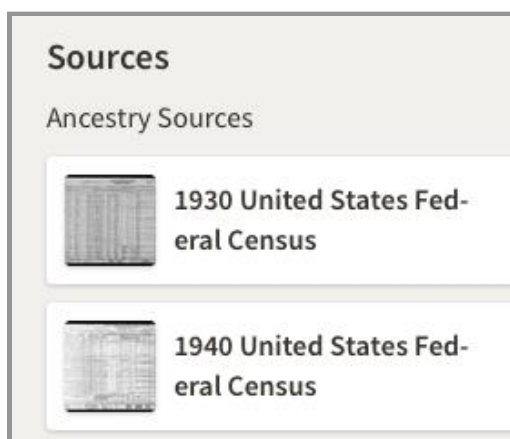 Sources
Ancestry Sources
1930 United States Fed-
eral Census
1940 United States Fed-
eral Census